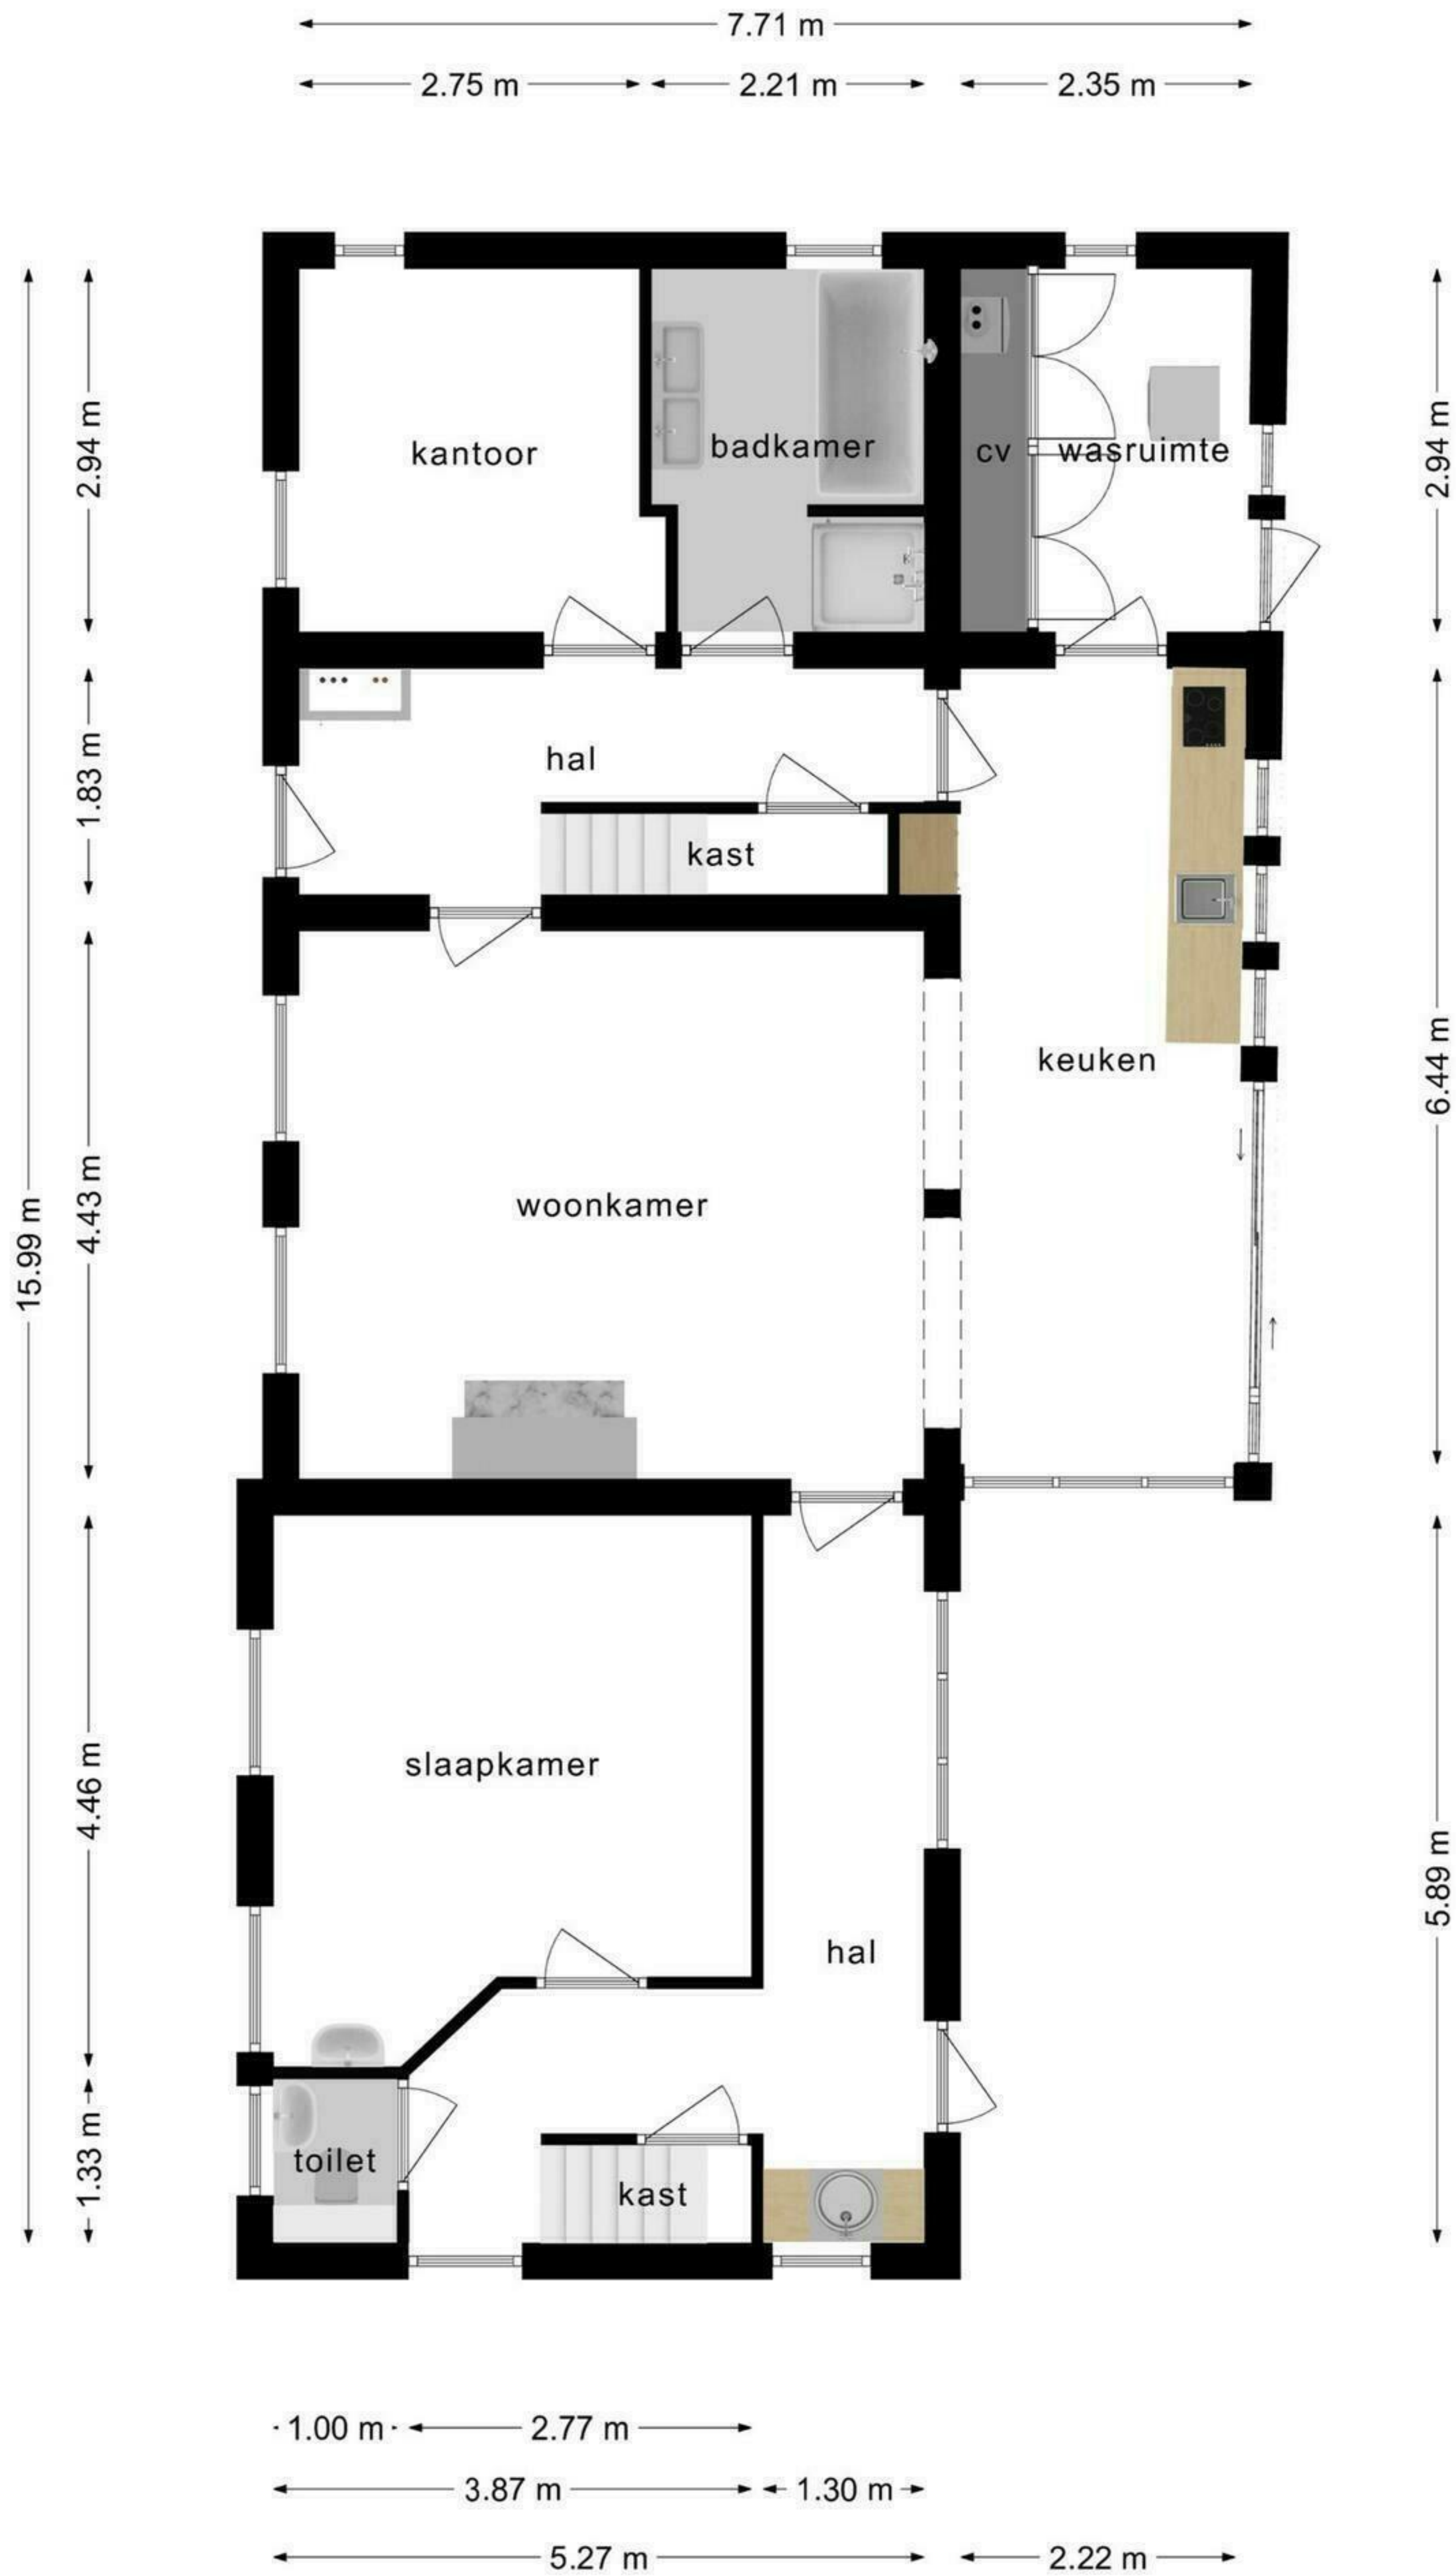 7.71 m
2.75 m
2.21 m
2.35 m
2.94 m
2.94 m
kantoor
badkamer
cv
wasruimte
1.83 m
hal
kast
keuken
6.44 m
4.43 m
15.99 m
woonkamer
slaapkamer
4.46 m
5.89 m
hal
1.33 m
toilet
kast
1.00 m
2.77 m
3.87 m
1.30 m
5.27 m
2.22 m